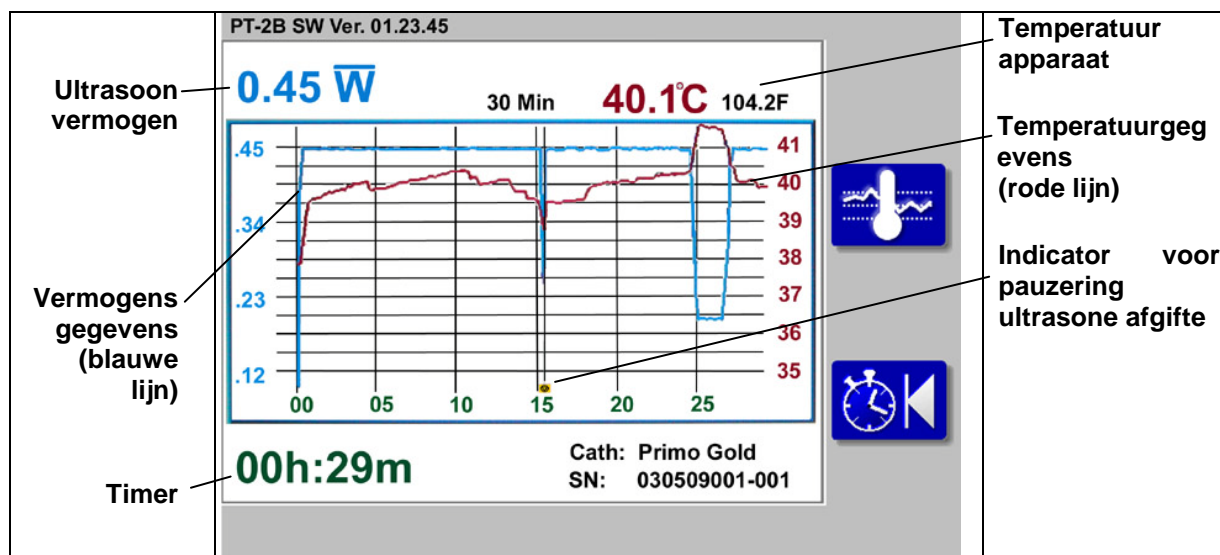 PT-2B SW Ver. 01.23.45
Ultrasoon
vermogen
0.45 W
30 Min
40.1°C
104.2F
Temperatuur
apparaat
.45
.34
.23
.12
41
40
39
38
37
36
35
00 05 10 15 20 25
Temperatuurgeg
evens
(rode lijn)
Vermogens
gegevens
(blauwe
lijn)
Indicator voor
pauzering
ultrasone afgifte
00h:29m
Timer
Cath: Primo Gold
SN: 030509001-001